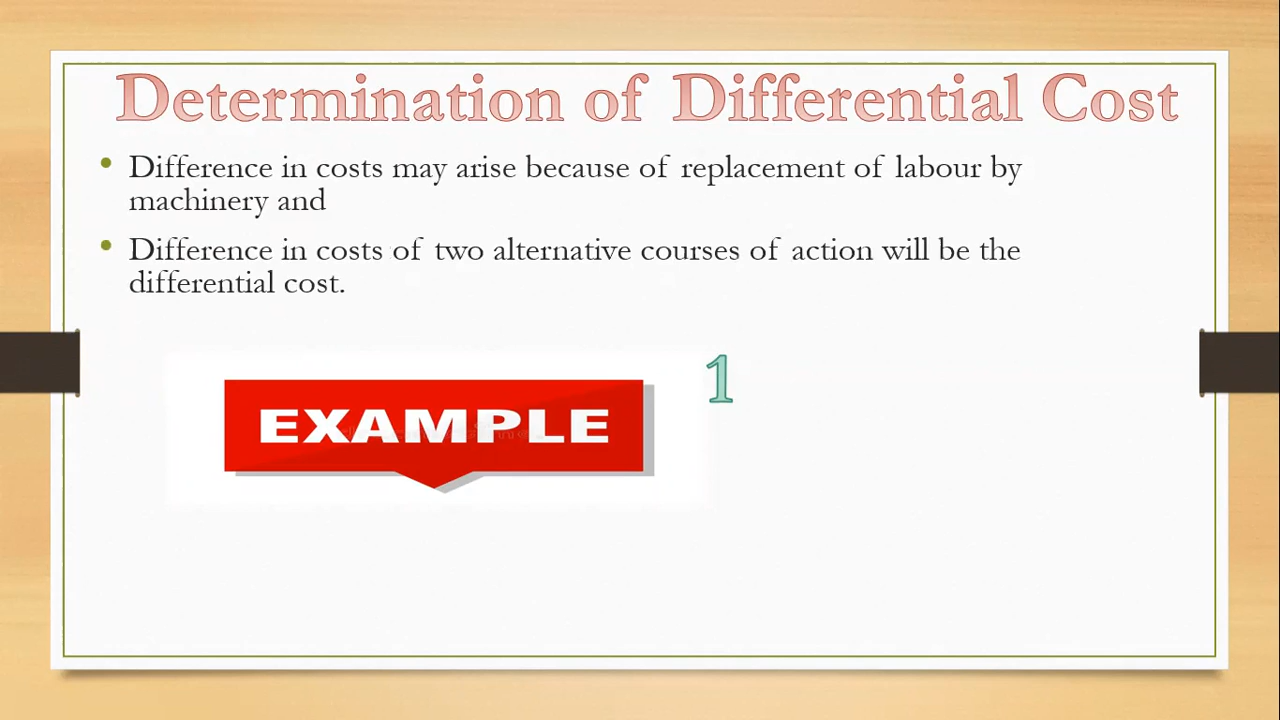 Determination of Differential Cost
• Difference in costs may arise because of replacement of labour by
machinery and
• Difference in costs of two alternative courses of action will be the
differential cost.
1
EXAMPLE